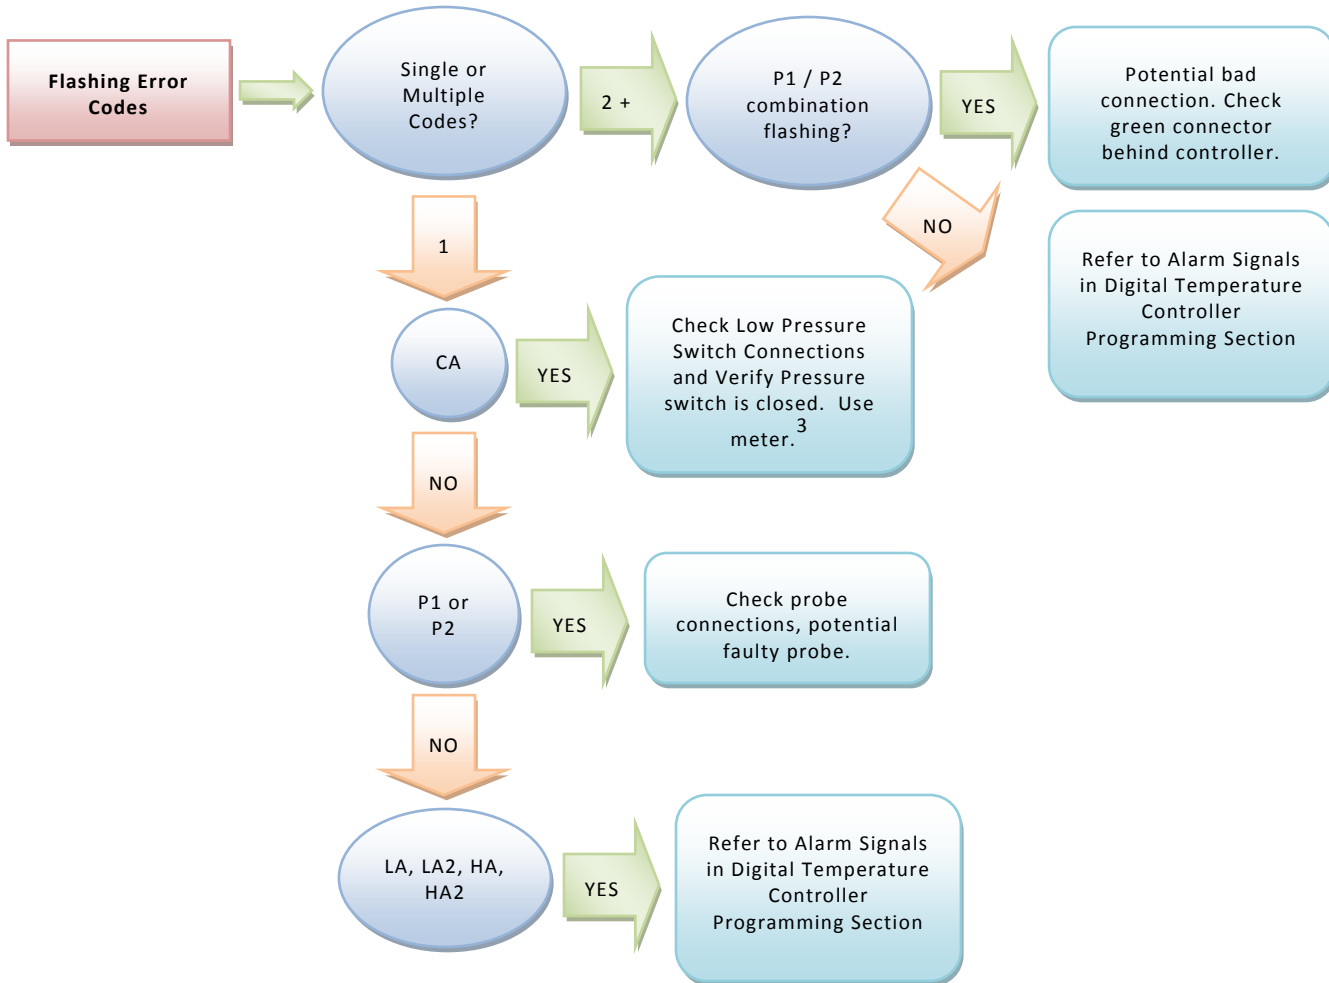 Flashing Error
Codes
Single or
Multiple
Codes?
2 +
P1 / P2
combination
flashing?
YES
Potential bad
connection. Check
green connector
behind controller.
NO
Refer to Alarm Signals
in Digital Temperature
Controller
Programming Section
1
CA
YES
Check Low Pressure
Switch Connections
and Verify Pressure
switch is closed. Use
meter.3
NO
P1 or
P2
YES
Check probe
connections, potential
faulty probe.
NO
LA, LA2, HA,
HA2
YES
Refer to Alarm Signals
in Digital Temperature
Controller
Programming Section